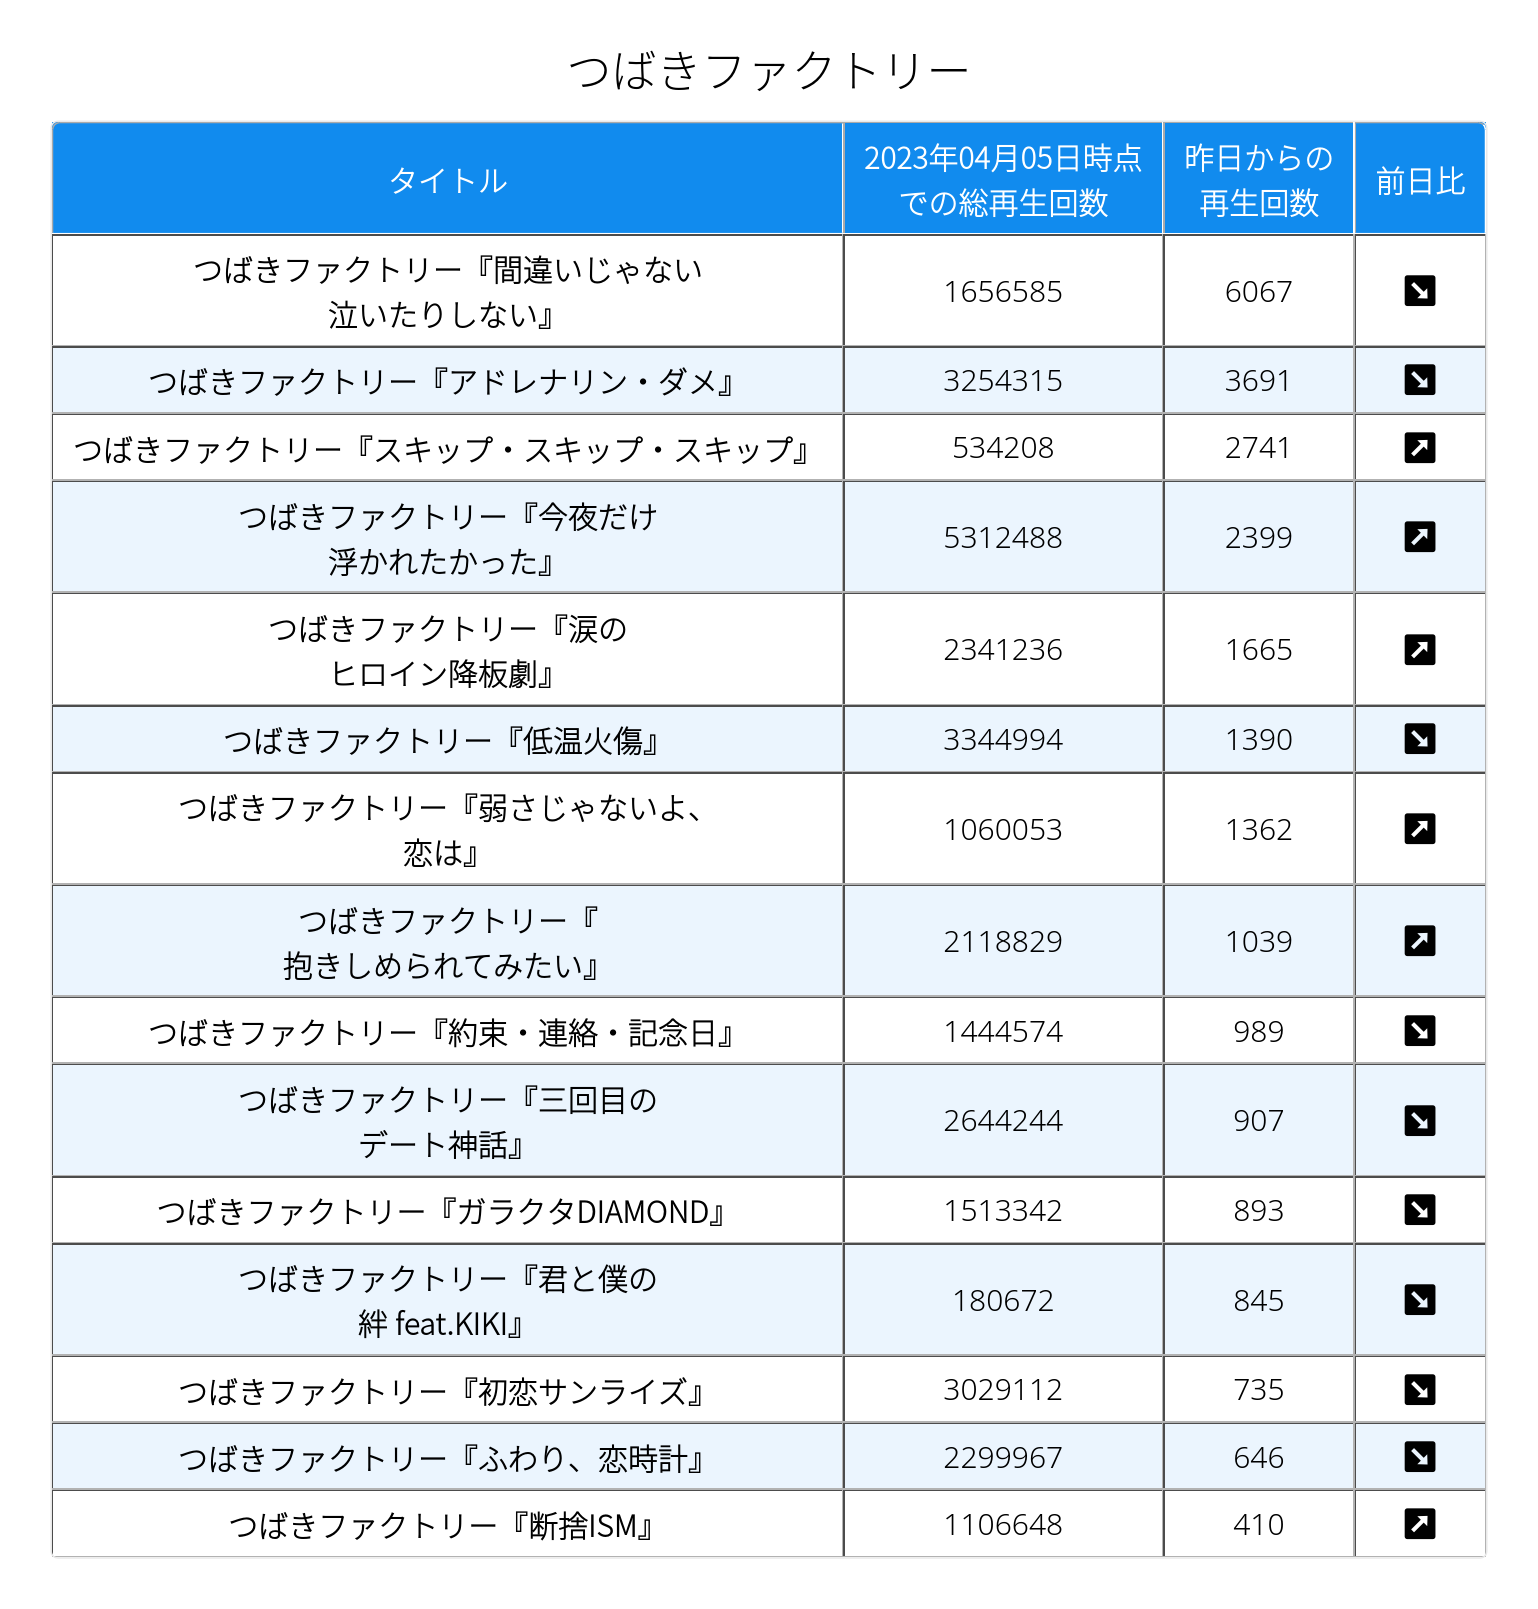 つばきファクトリー
タイトル
2023年04月05日時点
での総再生回数
昨日からの
再生回数
前日比
つばきファクトリー『間違いじゃない
泣いたりしない』
1656585
6067
つばきファクトリー『アドレナリン・ダメ』
3254315
3691
つばきファクトリー『スキップ・スキップ・スキップ』
534208
2741
つばきファクトリー『今夜だけ
浮かれたかった』
5312488
2399
つばきファクトリー『涙の
ヒロイン降板劇』
2341236
1665
つばきファクトリー『低温火傷』
3344994
1390
つばきファクトリー『弱さじゃないよ、
恋は』
1060053
1362
つばきファクトリー『
抱きしめられてみたい』
2118829
1039
つばきファクトリー『約束・連絡・記念日』
1444574
989
つばきファクトリー『三回目の
デート神話』
2644244
907
つばきファクトリー『ガラクタDIAMOND』
1513342
893
つばきファクトリー『君と僕の
絆 feat.KIKI』
180672
845
つばきファクトリー『初恋サンライズ』
3029112
735
つばきファクトリー『ふわり、恋時計』
2299967
646
つばきファクトリー『断捨ISM』
1106648
410